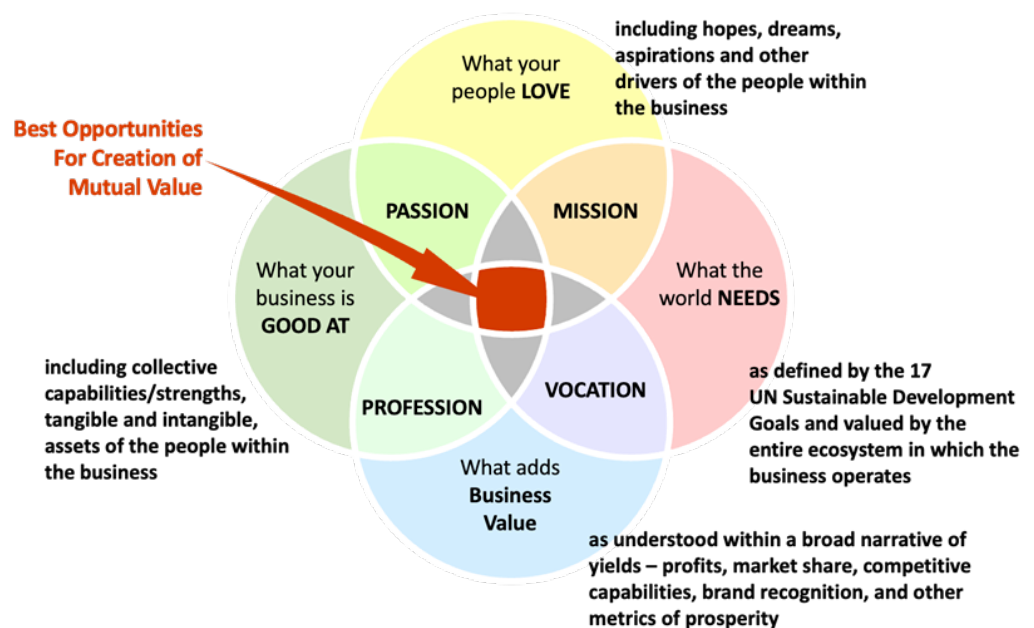 What your
people LOVE
including hopes, dreams,
aspirations and other
drivers of the people within
the business
Best Opportunities
For Creation of
Mutual Value
PASSION
MISSION
What your
business is
GOOD AT
What the
world NEEDS
including collective
capabilities/strengths,
tangible and intangible,
assets of the people within
the business
PROFESSION
VOCATION
as defined by the 17
UN Sustainable Development
Goals and valued by the
entire ecosystem in which the
business operates
What adds
Business
Value
as understood within a broad narrative of
yields – profits, market share, competitive
capabilities, brand recognition, and other
metrics of prosperity